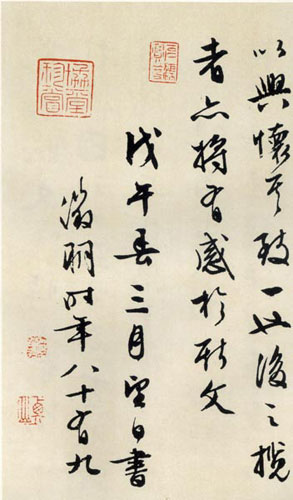 以興懷其致一也後之攬
者亦將有感於斯文
戊午春三月望日書
徵明時年八十有九